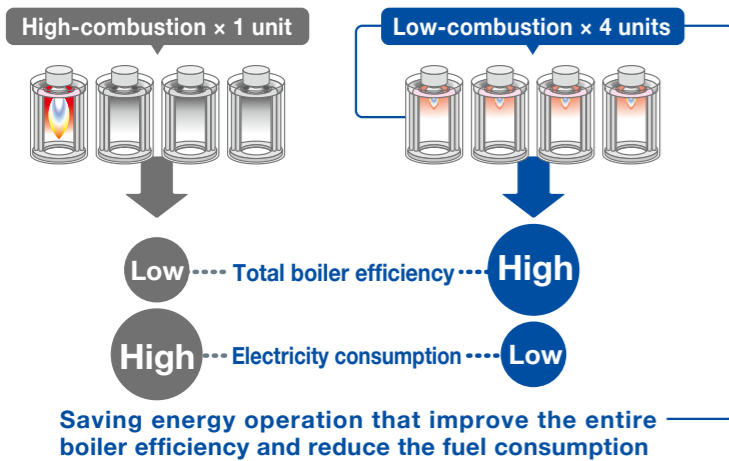 High-combustion × 1 unit
Low-combustion × 4 units
Low Total boiler efficiency High
High Electricity consumption Low
Saving energy operation that improve the entire
boiler efficiency and reduce the fuel consumption